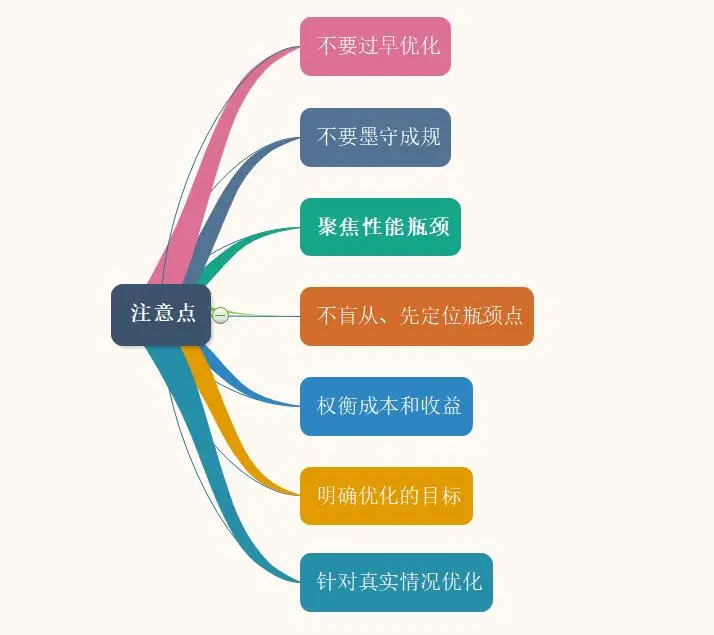 不要过早优化
不要墨守成规
聚焦性能瓶颈
注意点
不盲从、先定位瓶颈点
权衡成本和收益
明确优化的目标
针对真实情况优化